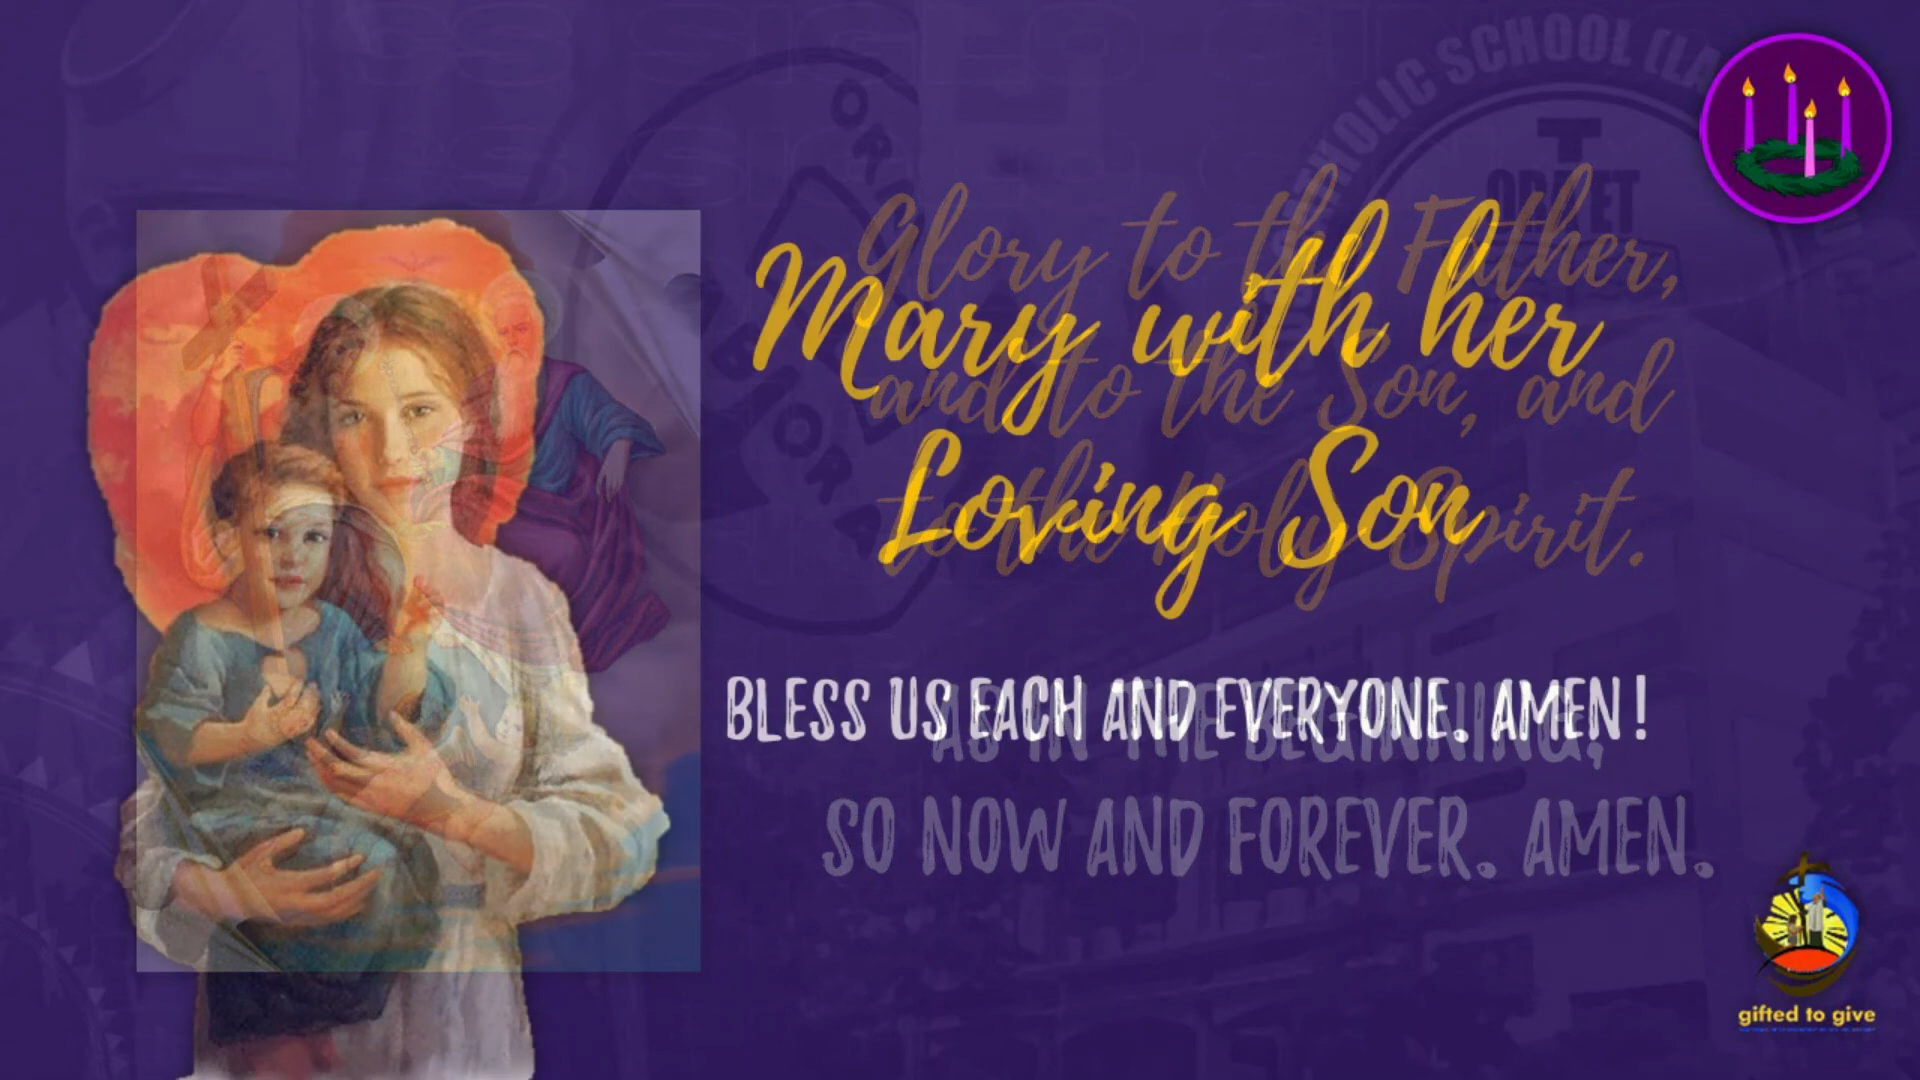 Mary with her
Loving Son
BLESS US EACH AND EVERYONE. AMEN!
Glory to the Father,
and to the Son, and
to the Holy Spirit.
AS IN THE BEGINNING,
SO NOW AND FOREVER. AMEN.
gifted to give